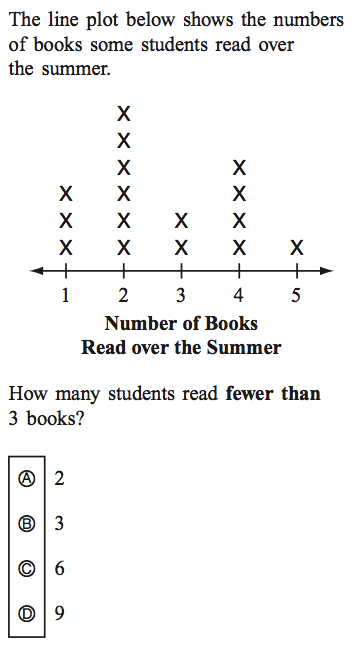 The line plot below shows the numbers
of books some students read over
the summer.
X
X
X X
X X X
X X X X
X X X X X
1 2 3 4 5
Number of Books
Read over the Summer
How many students read fewer than
3 books?
Ⓐ 2
Ⓑ 3
Ⓒ 6
Ⓓ 9